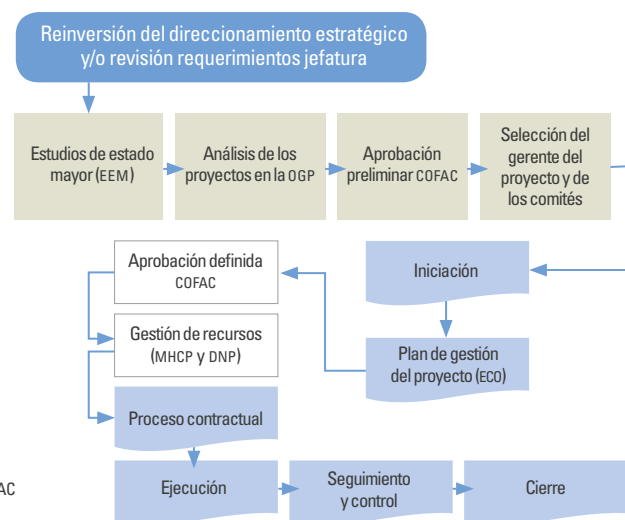 Reinversión del direccionamiento estratégico
y/o revisión requerimientos jefatura
Estudios de estado
mayor (EEM)
Análisis de los
proyectos en la OGP
Aprobación
preliminar COFAC
Selección del
gerente del
proyecto y de
los comités
Iniciación
Plan de gestión
del proyecto (ECO)
Aprobación definida
COFAC
Gestión de recursos
(MHCP y DNP)
Proceso contractual
Ejecución
Seguimiento
y control
Cierre
AC